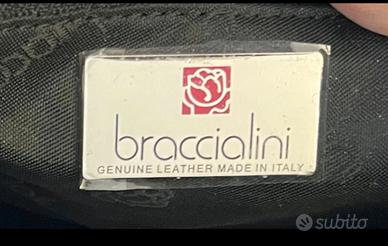 braccialini
GENUINE LEATHER MADE IN ITALY
subito